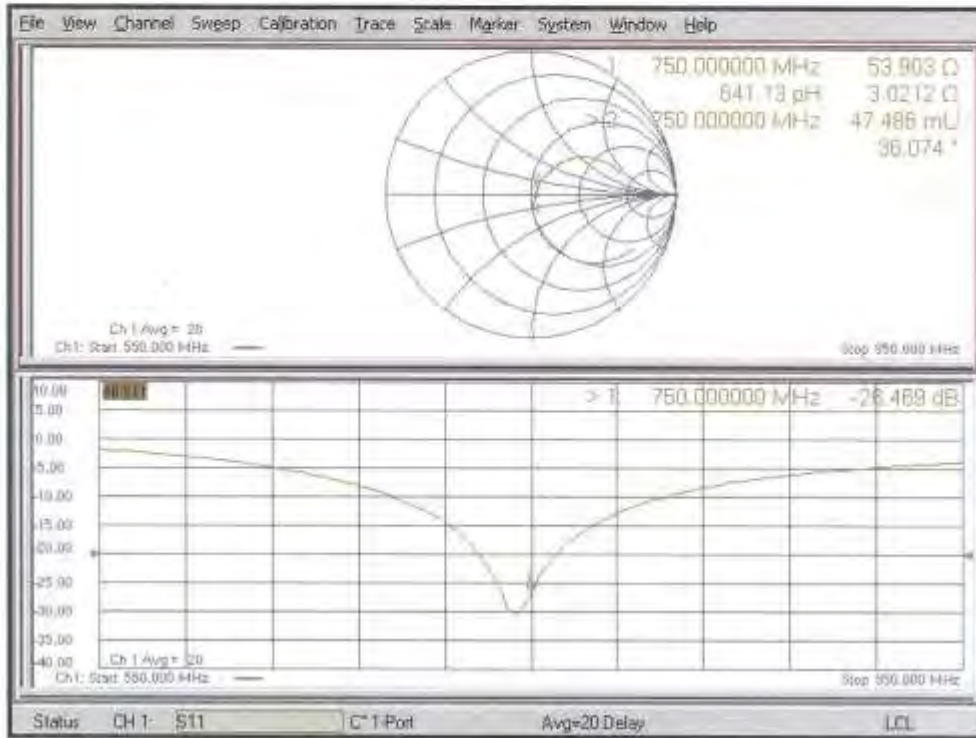 File View Channel Sweep Calibration Trace Scale Marker System Window Help
1 750.000000 MHz 53.903 Ω
641.13 pH 3.0212 Ω
> 2 750.000000 MHz 47.486 mU
36.074 °
Ch 1 Avg = 20
Ch1: Start 550.000 MHz
Stop 950.000 MHz
10.00
5.00
0.00
-5.00
-10.00
-15.00
-20.00
-25.00
-30.00
-35.00
-40.00
> 1 750.000000 MHz -26.469 dB
Ch 1 Avg = 20
Ch1: Start 550.000 MHz
Stop 950.000 MHz
Status CH 1: S11 C* 1-Port Avg=20 Delay LCL